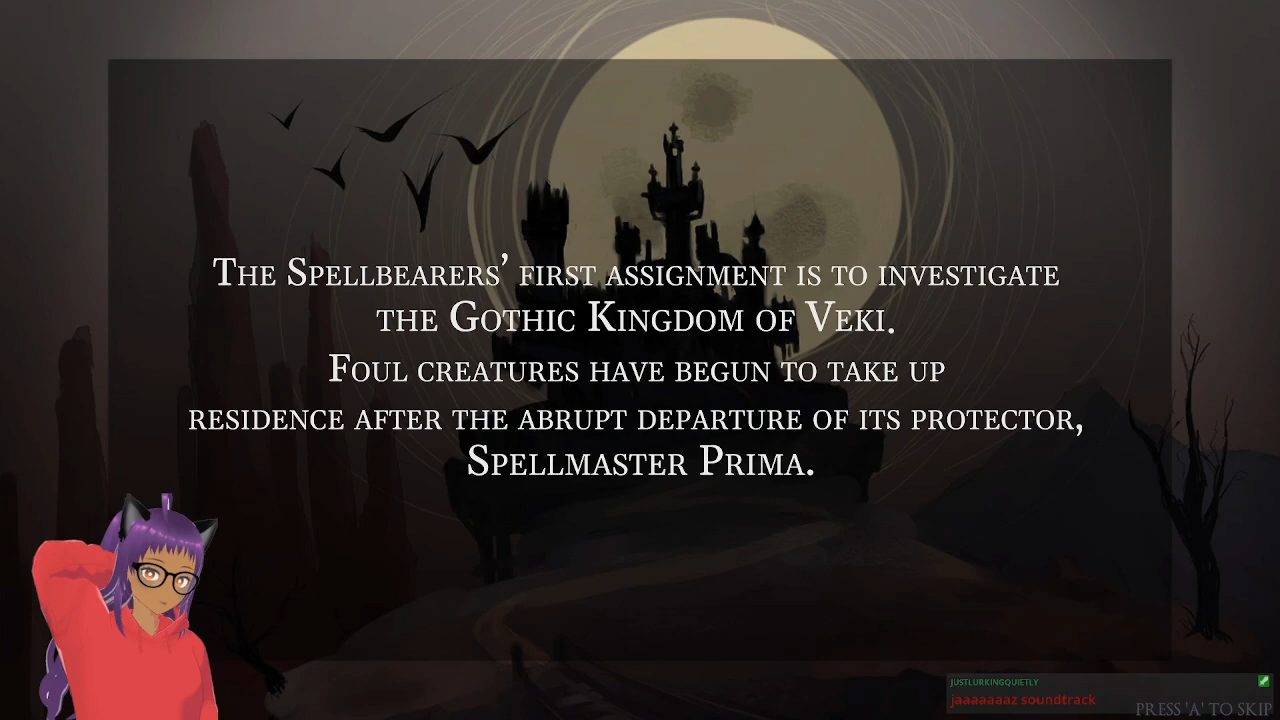 The Spellbearers' first assignment is to investigate
the Gothic Kingdom of Veki.
Foul creatures have begun to take up
residence after the abrupt departure of its protector,
Spellmaster Prima.
JUSTLURKINGQUIETLY
jaaaaaaaz soundtrack
PRESS 'A' TO SKIP